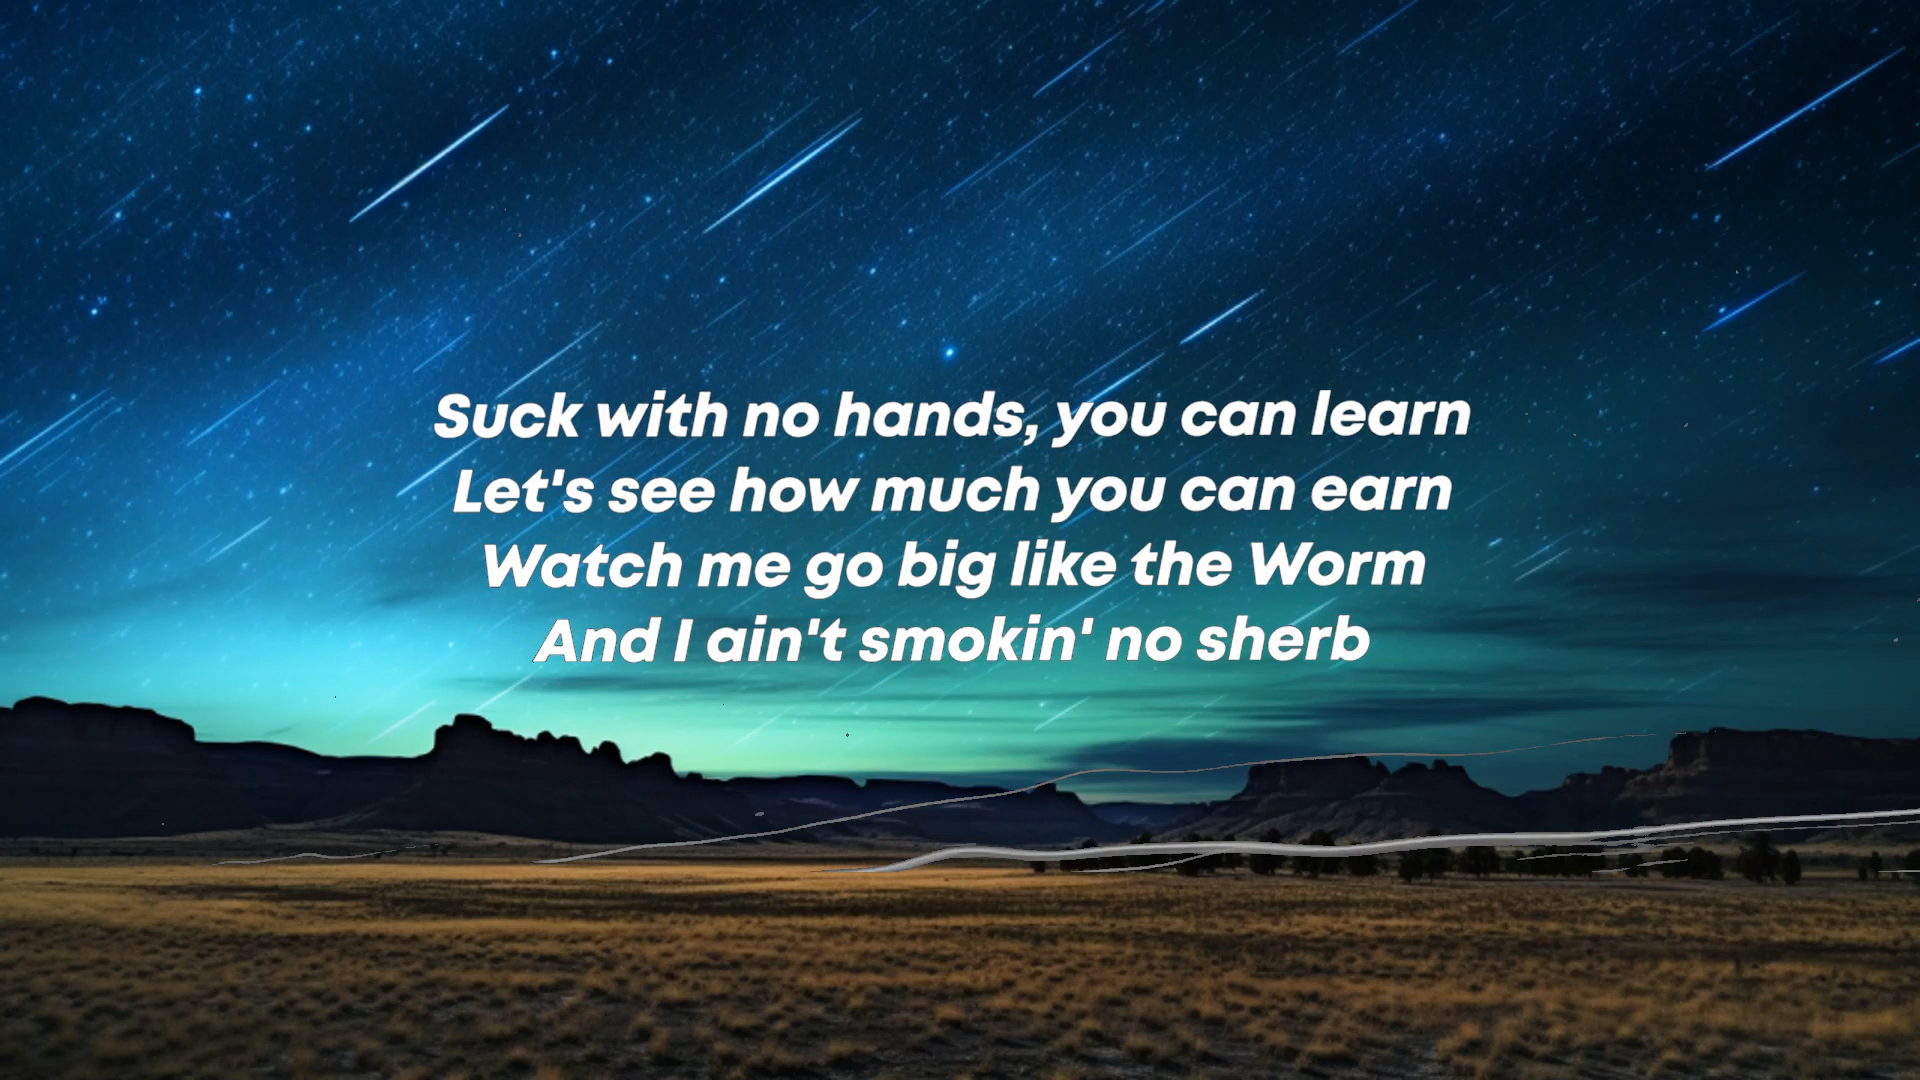 Suck with no hands, you can learn
Let's see how much you can earn
Watch me go big like the Worm
And I ain't smokin' no sherb